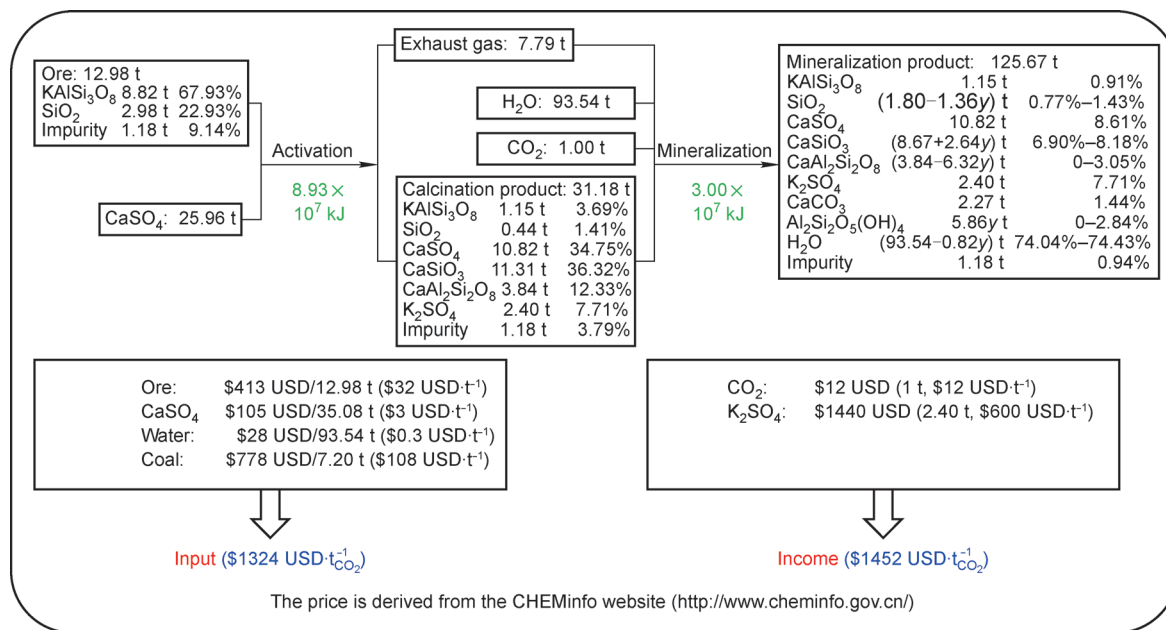 Ore: 12.98 t
KAlSi₃O₈ 8.82 t 67.93%
SiO₂ 2.98 t 22.93%
Impurity 1.18 t 9.14%
CaSO₄: 25.96 t
Activation
8.93 ×
10⁷ kJ
Exhaust gas: 7.79 t
H₂O: 93.54 t
CO₂: 1.00 t
Calcination product: 31.18 t
KAlSi₃O₈ 1.15 t 3.69%
SiO₂ 0.44 t 1.41%
CaSO₄ 10.82 t 34.75%
CaSiO₃ 11.31 t 36.32%
CaAl₂Si₂O₈ 3.84 t 12.33%
K₂SO₄ 2.40 t 7.71%
Impurity 1.18 t 3.79%
Mineralization
3.00 ×
10⁷ kJ
Mineralization product: 125.67 t
KAlSi₃O₈ 1.15 t 0.91%
SiO₂ (1.80−1.36y) t 0.77%–1.43%
CaSO₄ 10.82 t 8.61%
CaSiO₃ (8.67+2.64y) t 6.90%–8.18%
CaAl₂Si₂O₈ (3.84−6.32y) t 0–3.05%
K₂SO₄ 2.40 t 7.71%
CaCO₃ 2.27 t 1.44%
Al₂Si₂O₅(OH)₄ 5.86y t 0–2.84%
H₂O (93.54−0.82y) t 74.04%–74.43%
Impurity 1.18 t 0.94%
Ore: $413 USD/12.98 t ($32 USD·t⁻¹)
CaSO₄ $105 USD/35.08 t ($3 USD·t⁻¹)
Water: $28 USD/93.54 t ($0.3 USD·t⁻¹)
Coal: $778 USD/7.20 t ($108 USD·t⁻¹)
Input ($1324 USD·t⁻¹CO₂)
CO₂: $12 USD (1 t, $12 USD·t⁻¹)
K₂SO₄: $1440 USD (2.40 t, $600 USD·t⁻¹)
Income ($1452 USD·t⁻¹CO₂)
The price is derived from the CHEMinfo website (http://www.cheminfo.gov.cn/)